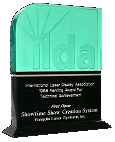 ilda
International Laser Display Association
1998 Fenning Award For
Technical Achievement
First Place
Showtime Show Creation System
Laser Systems, Inc.